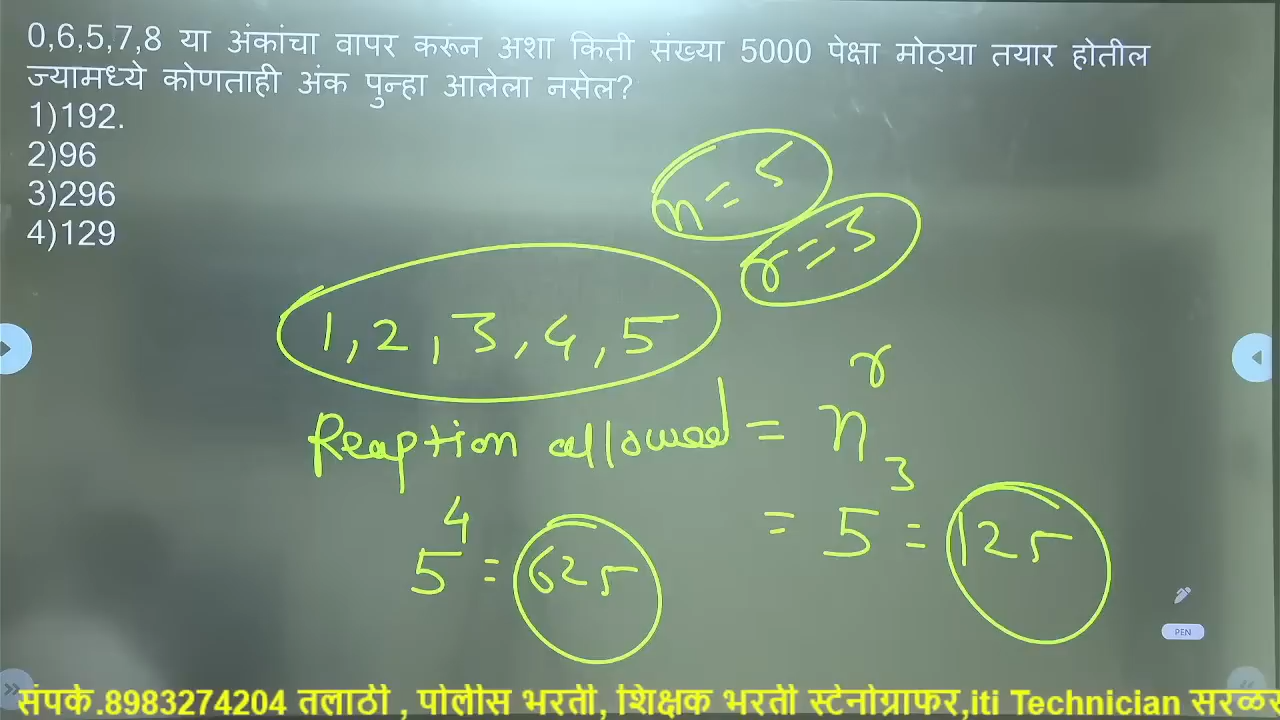 0,6,5,7,8 या अंकांचा वापर करून अशा किती संख्या 5000 पेक्षा मोठ्या तयार होतील
ज्यामध्ये कोणताही अंक पुन्हा आलेला नसेल?
1)192.
2)96
3)296
4)129
n = 5
r = 3
1, 2, 3, 4, 5
Reaption allowed = n^r
5^4 = 625
= 5^3 = 125
PEN
संपर्क.8983274204 तलाठी , पोलीस भरती, शिक्षक भरती स्टेनोग्राफर,iti Technician सरळस